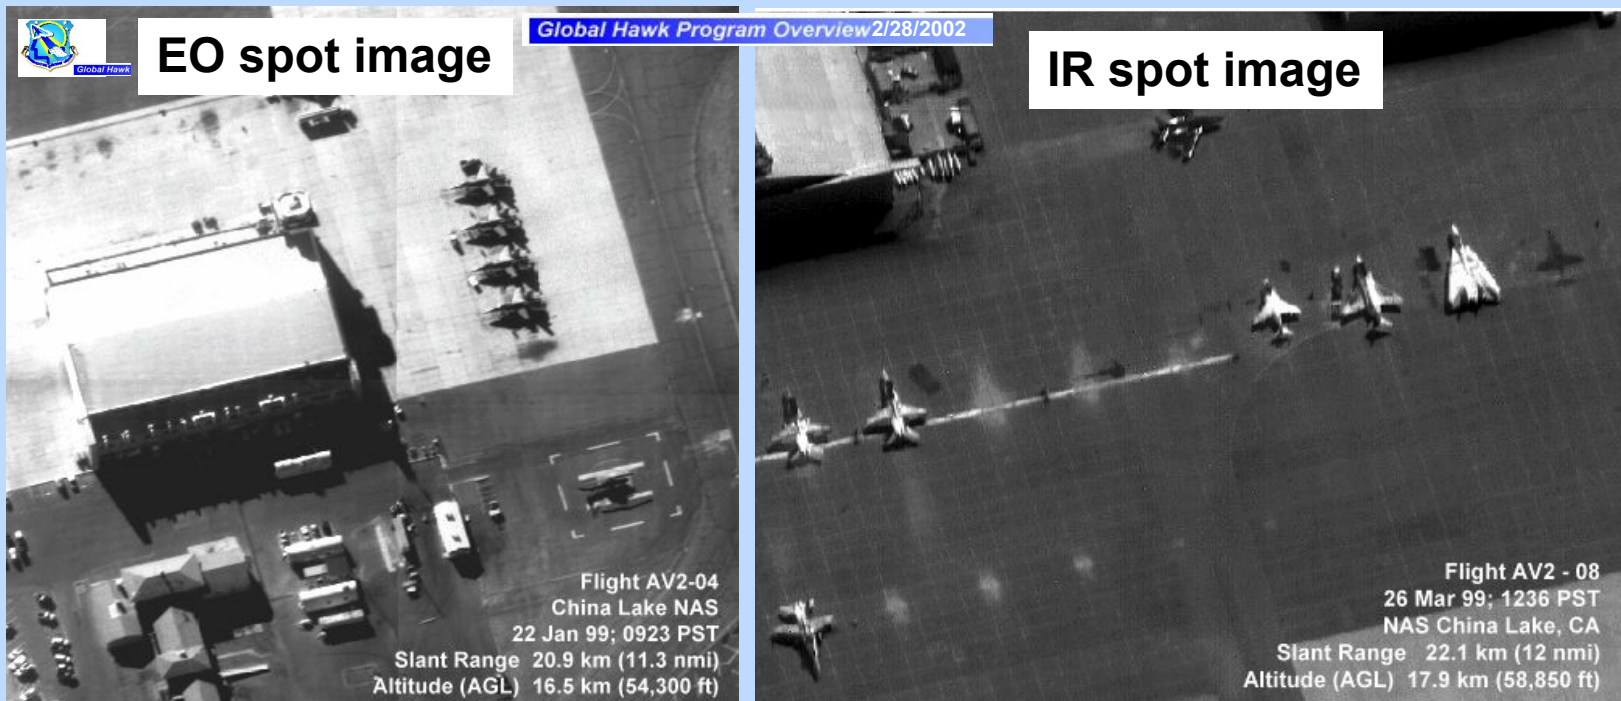 Global Hawk Program Overview 2/28/2002
Global Hawk
EO spot image
IR spot image
Flight AV2-04
China Lake NAS
22 Jan 99; 0923 PST
Slant Range 20.9 km (11.3 nmi)
Altitude (AGL) 16.5 km (54,300 ft)
Flight AV2 - 08
26 Mar 99; 1236 PST
NAS China Lake, CA
Slant Range 22.1 km (12 nmi)
Altitude (AGL) 17.9 km (58,850 ft)